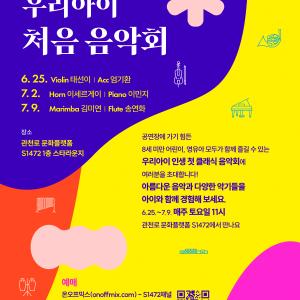 우리아이
처음 음악회
6. 25. Violin 태선이 | Acc 엄기환
7. 2. Horn 이세르게이 | Piano 이민지
7. 9. Marimba 김미연 | Flute 송연화
장소
관천로 문화플랫폼
S1472 1층 스타라운지
공연장에 가기 힘든
8세 미만 어린이, 영유아 모두가 함께 즐길 수 있는
우리아이 인생 첫 클래식 음악회에
여러분을 초대합니다!
아름다운 음악과 다양한 악기들을
아이와 함께 경험해 보세요.
6.25.~7.9. 매주 토요일 11시
관천로 문화플랫폼 S1472에서 만나요
예매
온오프믹스(onoffmix.com) – S1472채널